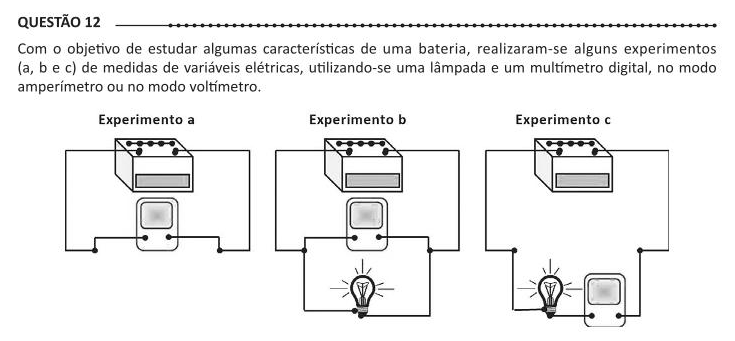 QUESTÃO 12
Com o objetivo de estudar algumas características de uma bateria, realizaram-se alguns experimentos
(a, b e c) de medidas de variáveis elétricas, utilizando-se uma lâmpada e um multímetro digital, no modo
amperímetro ou no modo voltímetro.
Experimento a
Experimento b
Experimento c